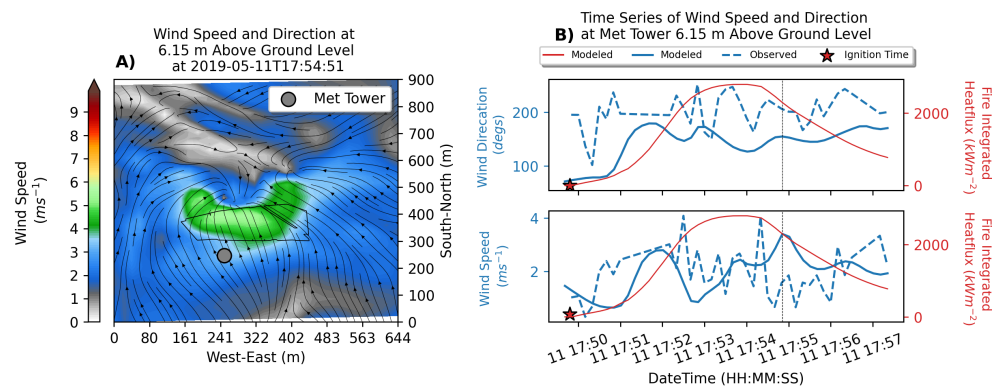 A)
Wind Speed and Direction at
6.15 m Above Ground Level
at 2019-05-11T17:54:51
Met Tower
Wind Speed
(ms⁻¹)
9
8
7
6
5
4
3
2
1
0
900
800
700
600
500
400
300
200
100
0
South-North (m)
0 80 161 241 322 402 483 564 644
West-East (m)
B)
Time Series of Wind Speed and Direction
at Met Tower 6.15 m Above Ground Level
Modeled Modeled Observed Ignition Time
Wind Direcation
(degs)
200
100
2000
0
Fire Integrated
Heatflux (kWm⁻²)
Wind Speed
(ms⁻¹)
4
2
2000
0
Fire Integrated
Heatflux (kWm⁻²)
11 17:50 11 17:51 11 17:52 11 17:53 11 17:54 11 17:55 11 17:56 11 17:57
DateTime (HH:MM:SS)